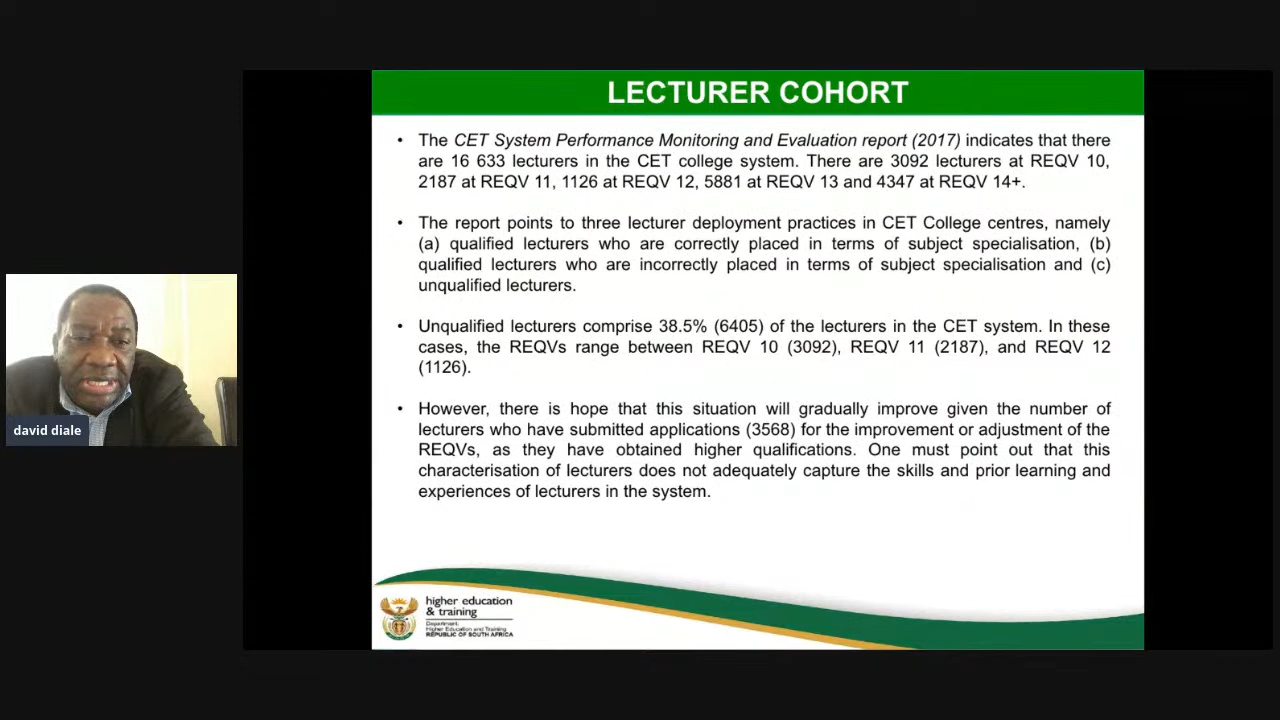 LECTURER COHORT
• The CET System Performance Monitoring and Evaluation report (2017) indicates that there
are 16 633 lecturers in the CET college system. There are 3092 lecturers at REQV 10,
2187 at REQV 11, 1126 at REQV 12, 5881 at REQV 13 and 4347 at REQV 14+.
• The report points to three lecturer deployment practices in CET College centres, namely
(a) qualified lecturers who are correctly placed in terms of subject specialisation, (b)
qualified lecturers who are incorrectly placed in terms of subject specialisation and (c)
unqualified lecturers.
• Unqualified lecturers comprise 38.5% (6405) of the lecturers in the CET system. In these
cases, the REQVs range between REQV 10 (3092), REQV 11 (2187), and REQV 12
(1126).
• However, there is hope that this situation will gradually improve given the number of
lecturers who have submitted applications (3568) for the improvement or adjustment of the
REQVs, as they have obtained higher qualifications. One must point out that this
characterisation of lecturers does not adequately capture the skills and prior learning and
experiences of lecturers in the system.
david diale
higher education
& training
Department:
Higher Education and Training
REPUBLIC OF SOUTH AFRICA